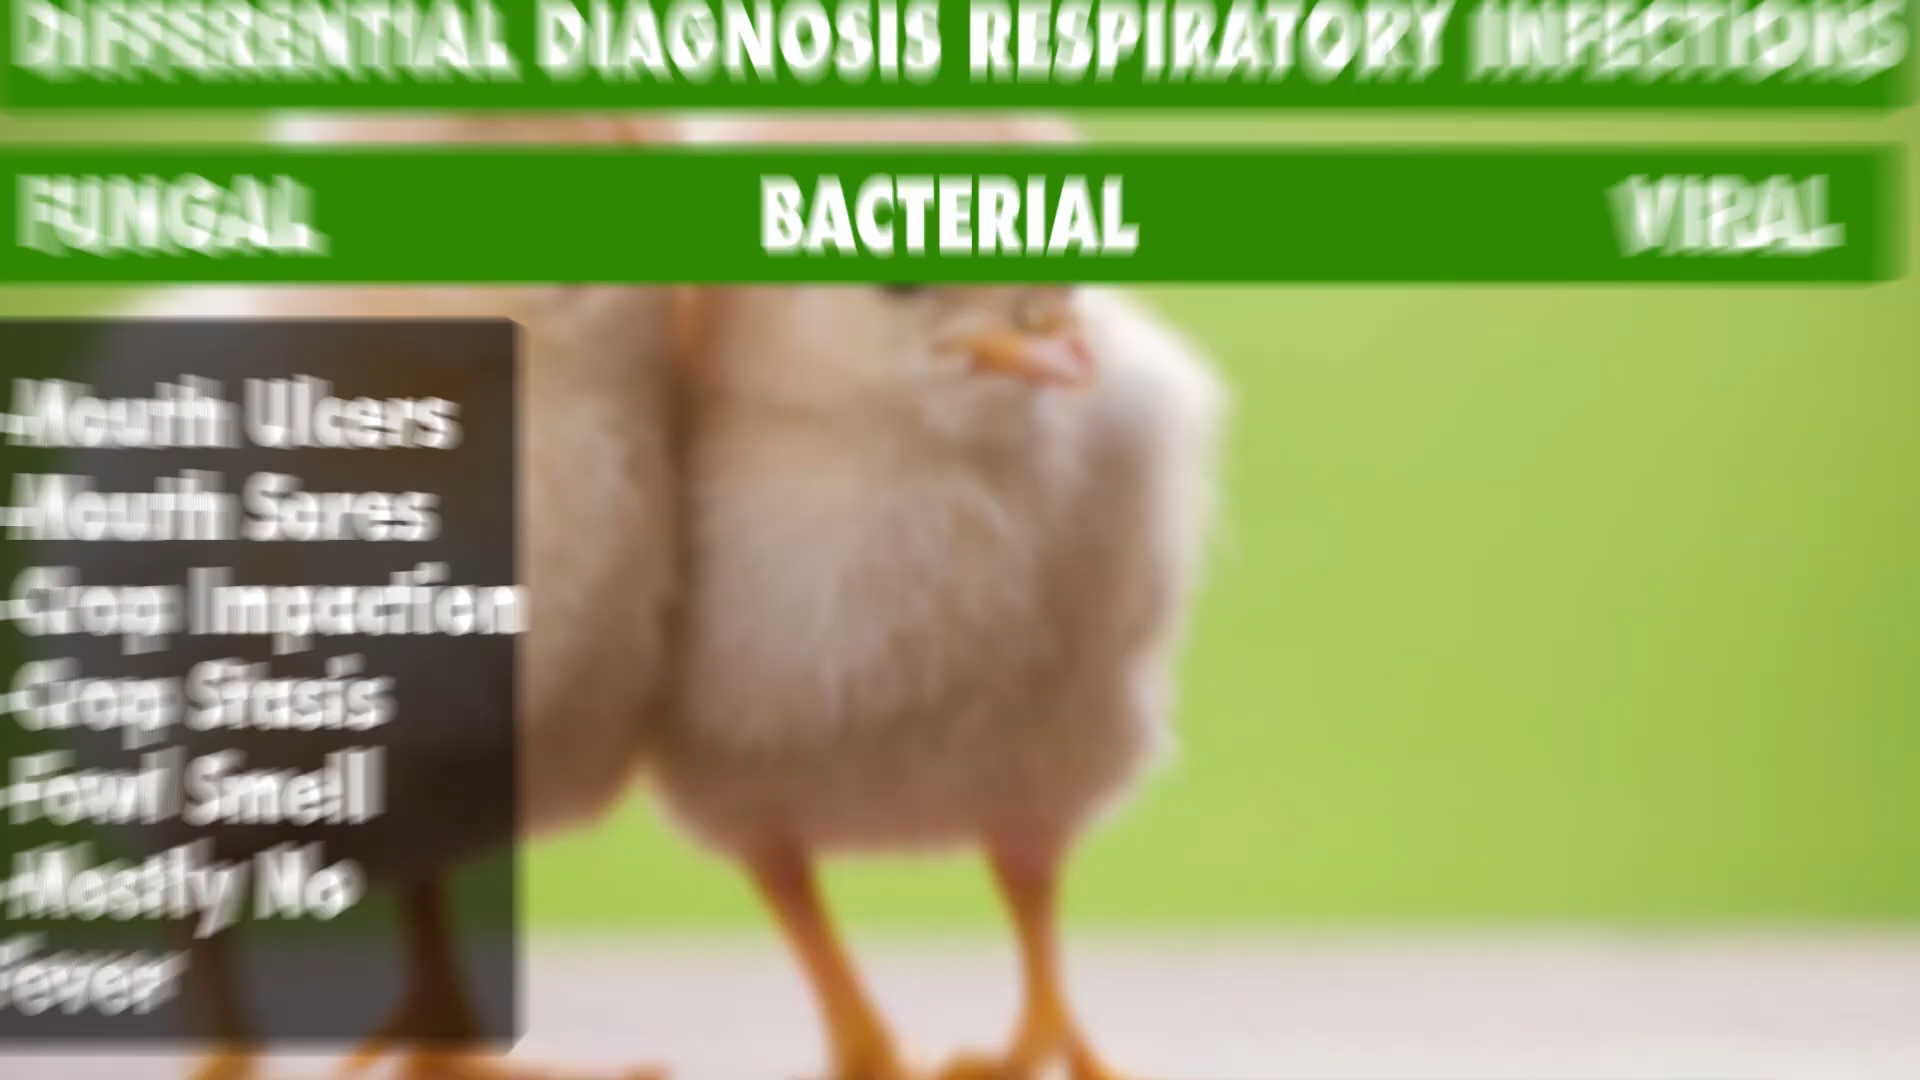 DIFFERENTIAL DIAGNOSIS RESPIRATORY INFECTIONS
FUNGAL BACTERIAL VIRAL
-Mouth Ulcers
-Mouth Sores
-Crop Impaction
-Crop Stasis
-Fowl Smell
-Mostly No
Fever